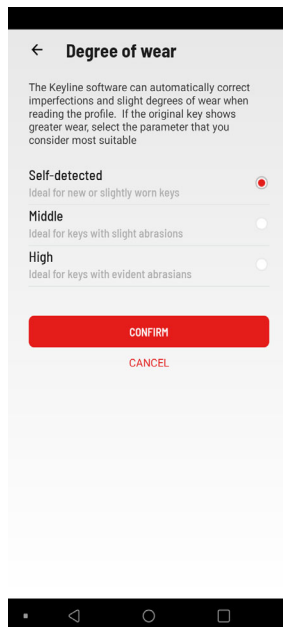 Degree of wear
The Keyline software can automatically correct
imperfections and slight degrees of wear when
reading the profile. If the original key shows
greater wear, select the parameter that you
consider most suitable
Self-detected
Ideal for new or slightly worn keys
Middle
Ideal for keys with slight abrasions
High
Ideal for keys with evident abrasians
CONFIRM
CANCEL